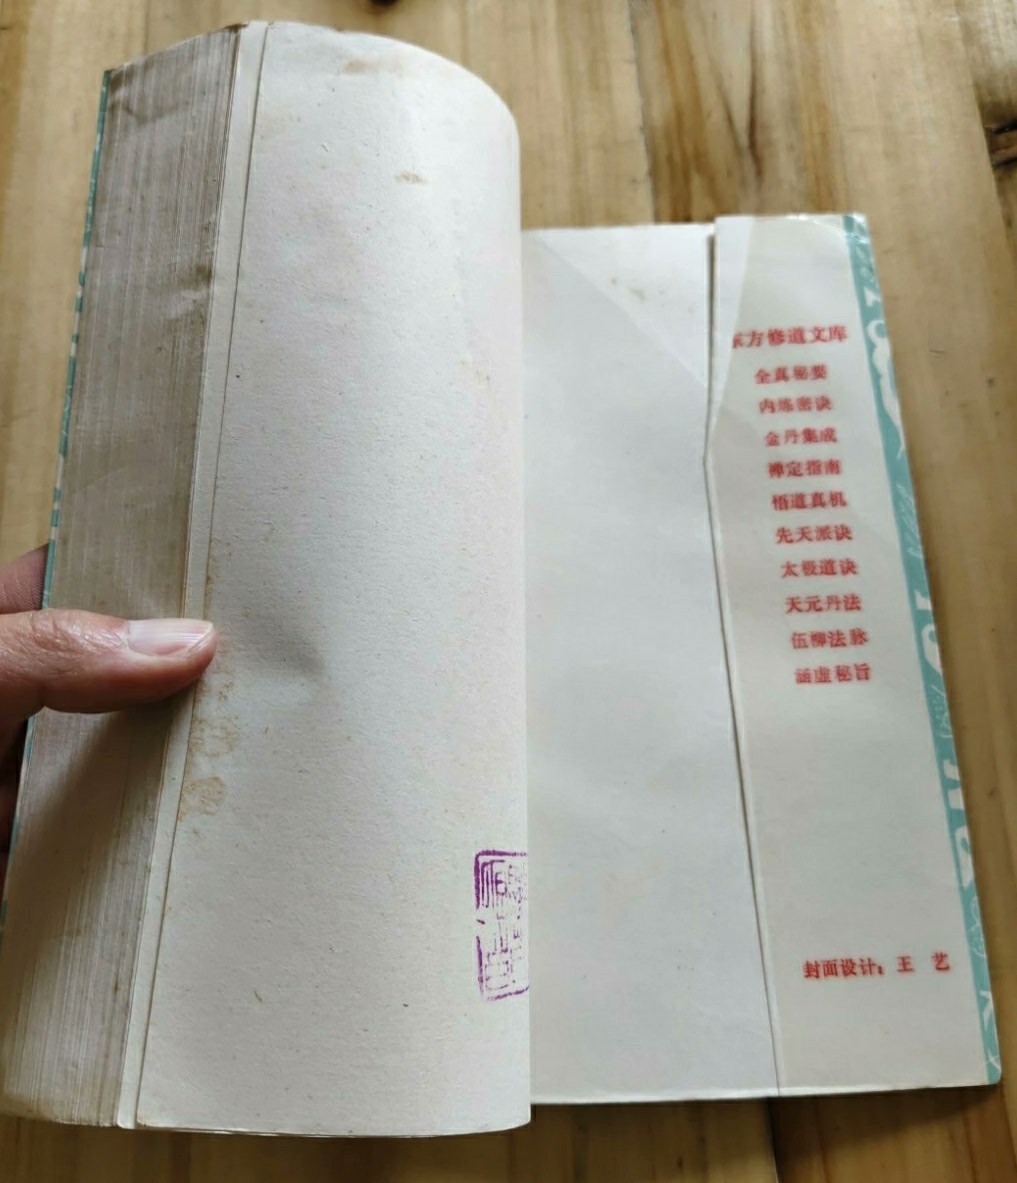 东方修道文库
全真秘要
内练密诀
金丹集成
禅定指南
悟道真机
先天派诀
太极道诀
天元丹法
伍柳法脉
涵虚秘旨
封面设计：王 艺